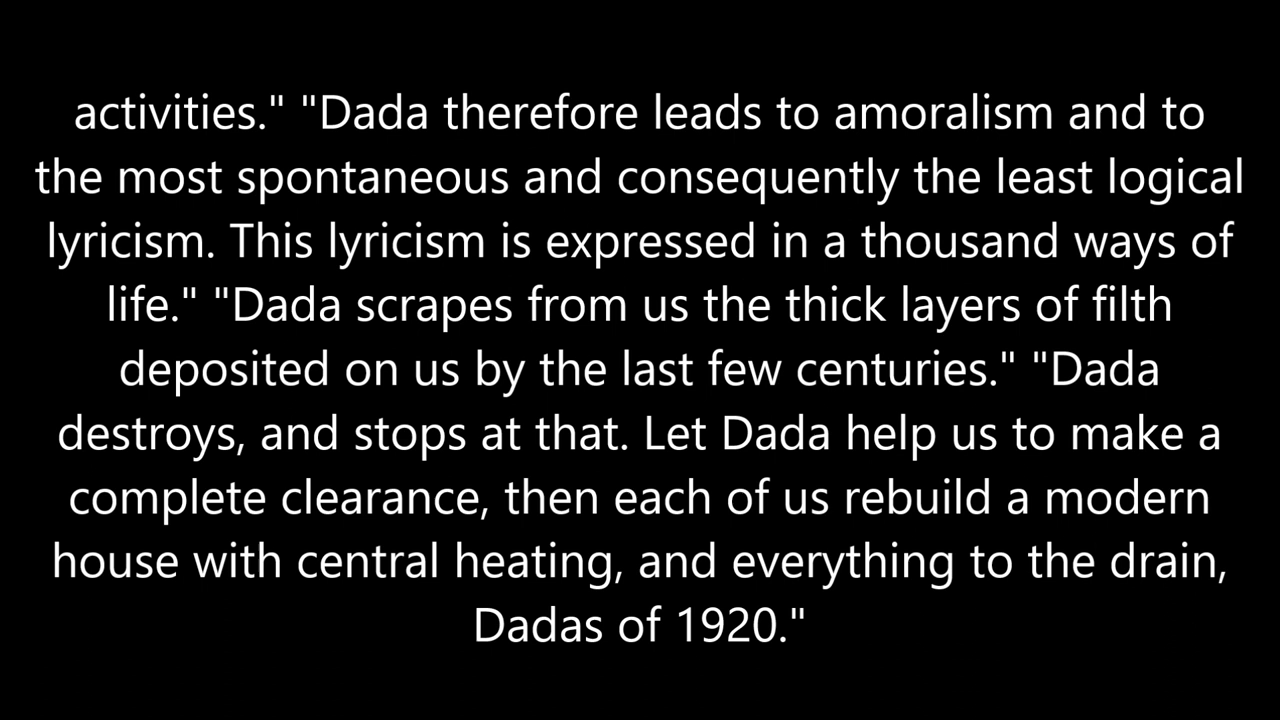 activities." "Dada therefore leads to amoralism and to
the most spontaneous and consequently the least logical
lyricism. This lyricism is expressed in a thousand ways of
life." "Dada scrapes from us the thick layers of filth
deposited on us by the last few centuries." "Dada
destroys, and stops at that. Let Dada help us to make a
complete clearance, then each of us rebuild a modern
house with central heating, and everything to the drain,
Dadas of 1920."